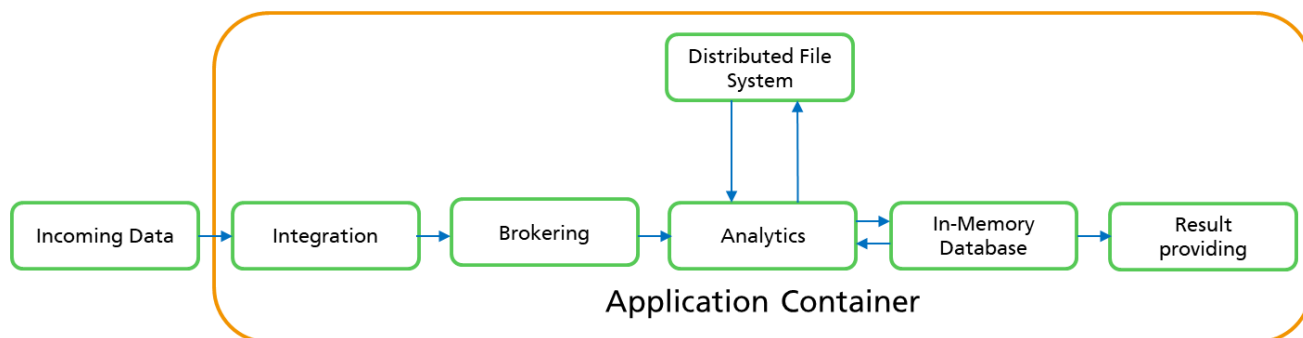 Distributed File
System
Incoming Data
Integration
Brokering
Analytics
In-Memory
Database
Result
providing
Application Container